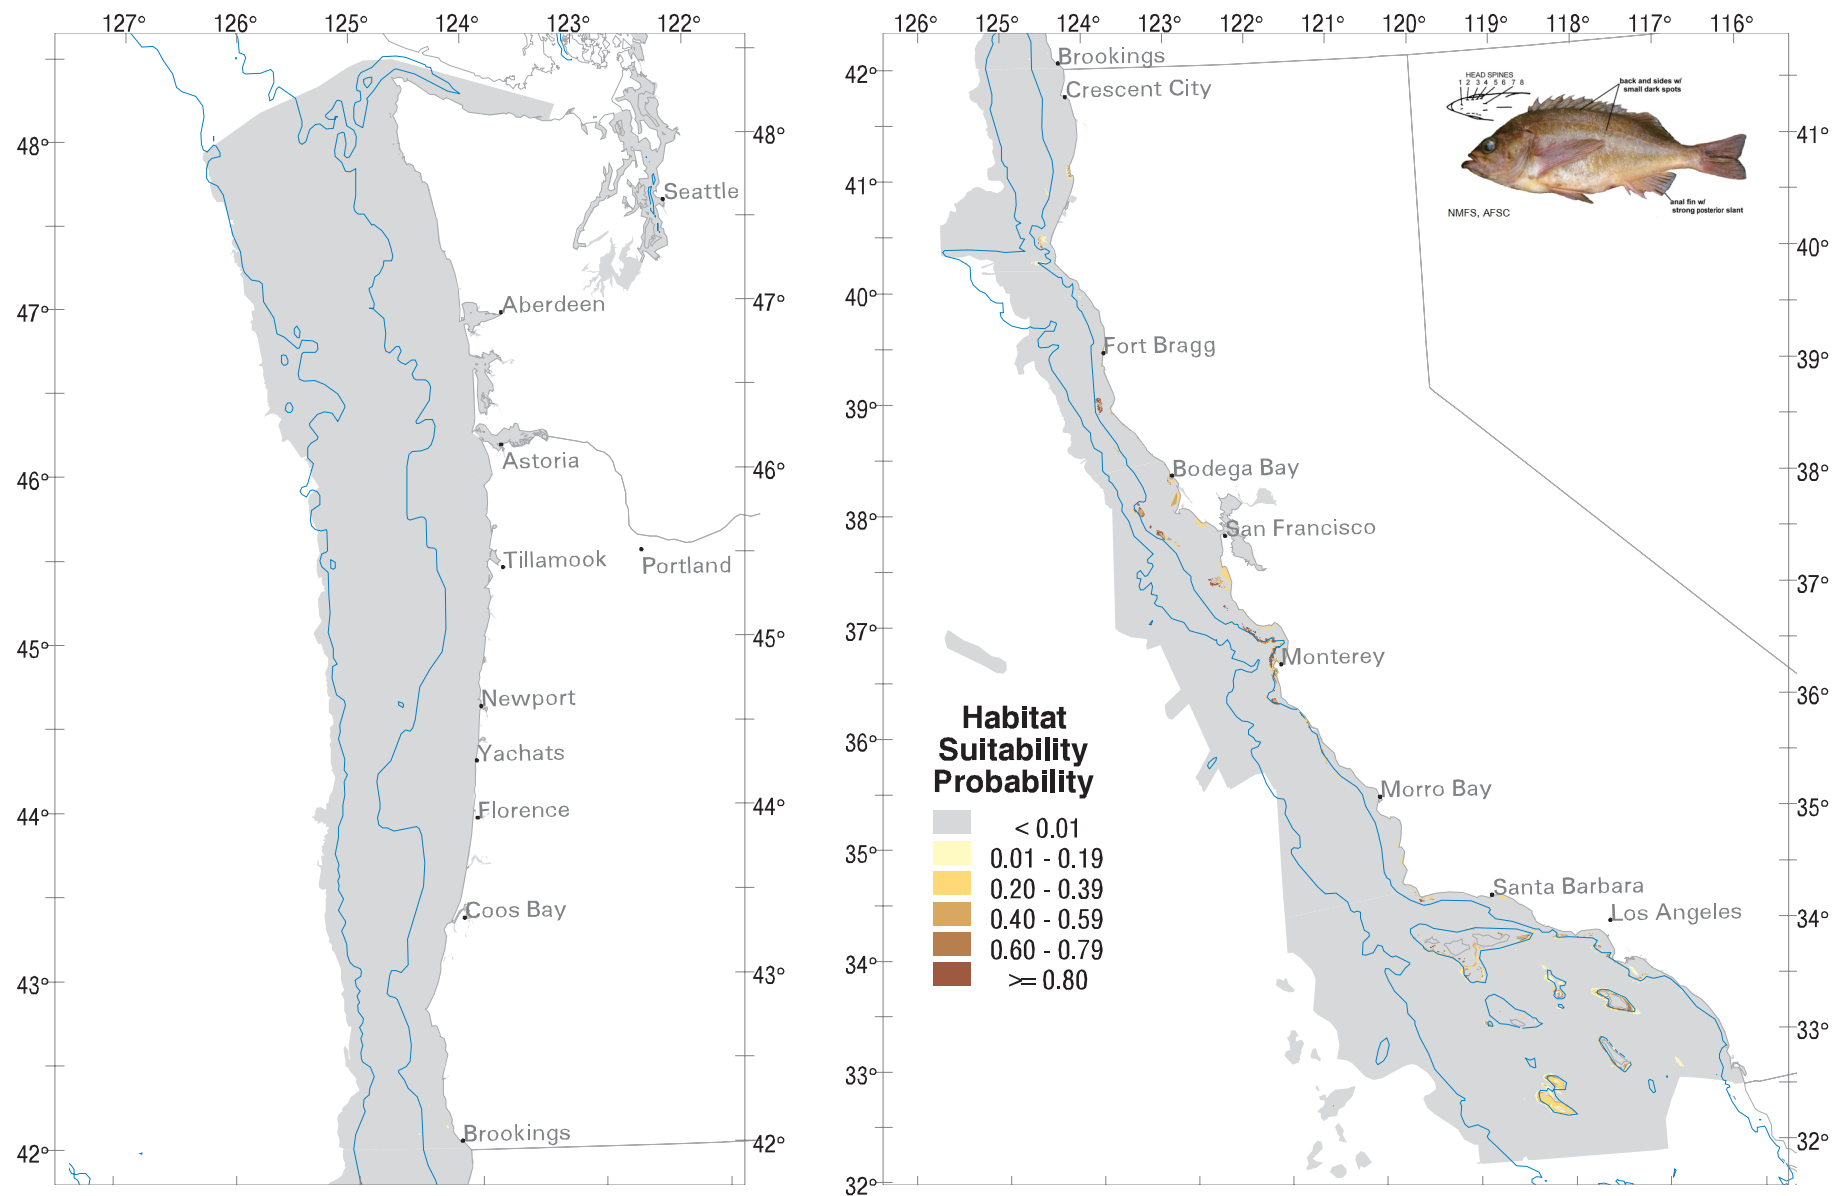 127° 126° 125° 124° 123° 122°
48°
47°
46°
45°
44°
43°
42°
48°
47°
46°
45°
44°
43°
42°
Seattle
Aberdeen
Astoria
Tillamook
Portland
Newport
Yachats
Florence
Coos Bay
Brookings
126° 125° 124° 123° 122° 121° 120° 119° 118° 117° 116°
42°
41°
40°
39°
38°
37°
36°
35°
34°
33°
32°
41°
40°
39°
38°
37°
36°
35°
34°
33°
32°
Brookings
Crescent City
Fort Bragg
Bodega Bay
San Francisco
Monterey
Morro Bay
Santa Barbara
Los Angeles
HEAD SPINES
1 2 3 4 5 6 7 8
back and sides w/
small dark spots
anal fin w/
strong posterior slant
NMFS, AFSC
Habitat
Suitability
Probability
< 0.01
0.01 - 0.19
0.20 - 0.39
0.40 - 0.59
0.60 - 0.79
>= 0.80